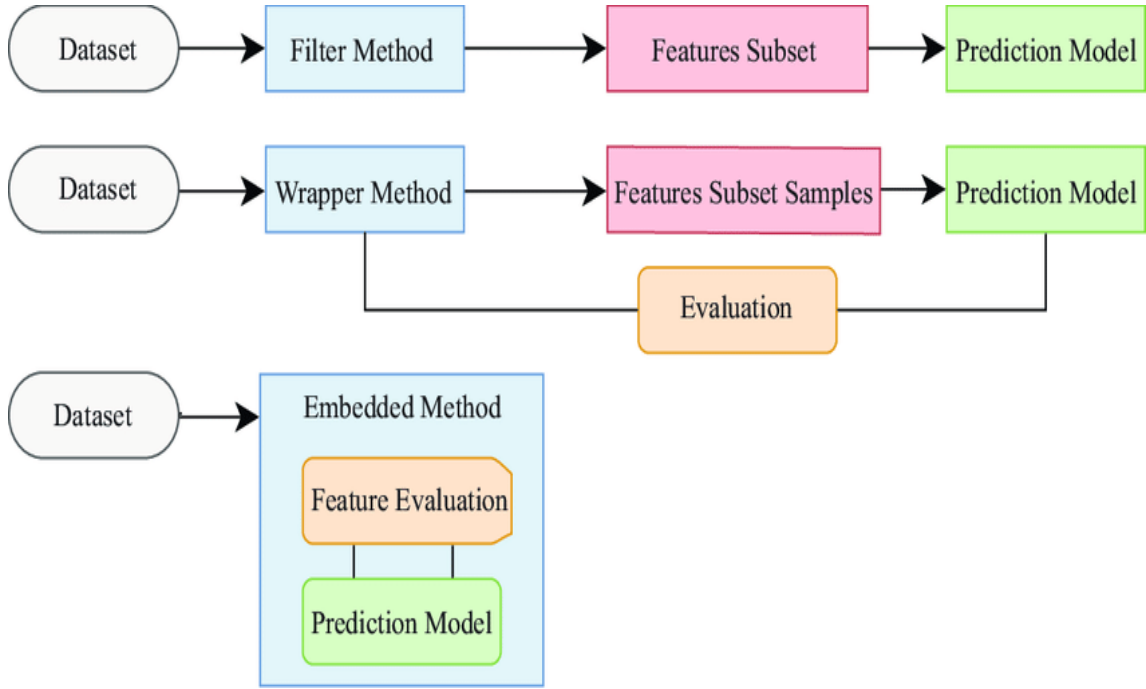 Dataset
Filter Method
Features Subset
Prediction Model
Dataset
Wrapper Method
Features Subset Samples
Prediction Model
Evaluation
Dataset
Embedded Method
Feature Evaluation
Prediction Model